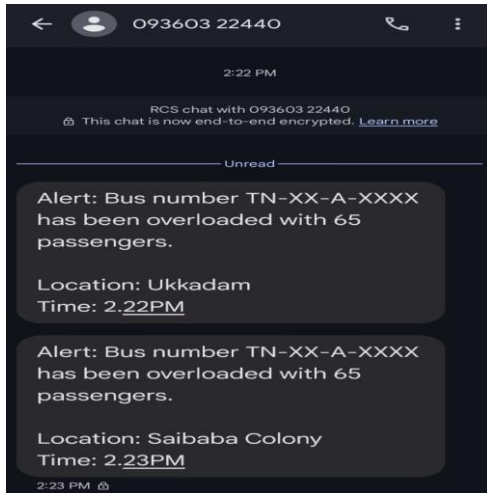 093603 22440
2:22 PM
RCS chat with 093603 22440
This chat is now end-to-end encrypted. Learn more
Unread
Alert: Bus number TN-XX-A-XXXX
has been overloaded with 65
passengers.
Location: Ukkadam
Time: 2.22PM
Alert: Bus number TN-XX-A-XXXX
has been overloaded with 65
passengers.
Location: Saibaba Colony
Time: 2.23PM
2:23 PM